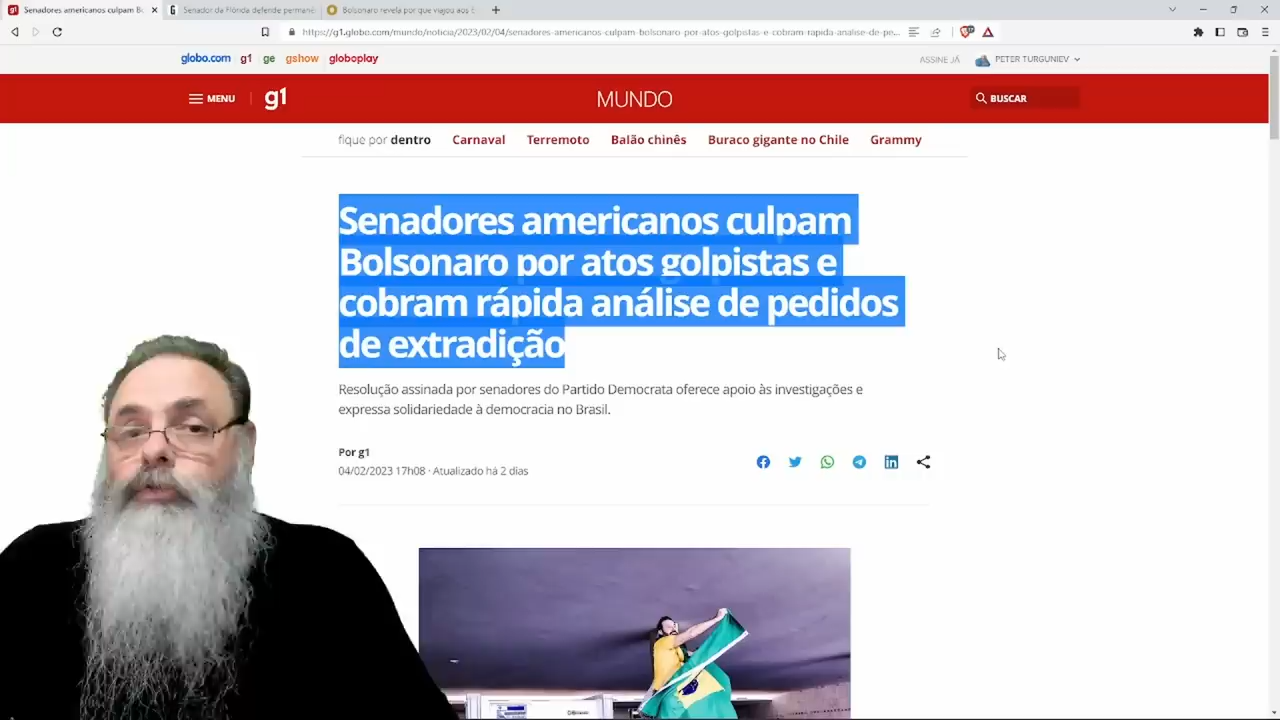 Senadores americanos culpam Bo
Senador da Flórida defende permanê
Bolsonaro revela por que viajou aos E
https://g1.globo.com/mundo/noticia/2023/02/04/senadores-americanos-culpam-bolsonaro-por-atos-golpistas-e-cobram-rapida-analise-de-pe...
globo.com g1 ge gshow globoplay
ASSINE JÁ
PETER TURGUNIEV
MENU
g1
MUNDO
BUSCAR
fique por dentro Carnaval Terremoto Balão chinês Buraco gigante no Chile Grammy
Senadores americanos culpam
Bolsonaro por atos golpistas e
cobram rápida análise de pedidos
de extradição
Resolução assinada por senadores do Partido Democrata oferece apoio às investigações e
expressa solidariedade à democracia no Brasil.
Por g1
04/02/2023 17h08 · Atualizado há 2 dias